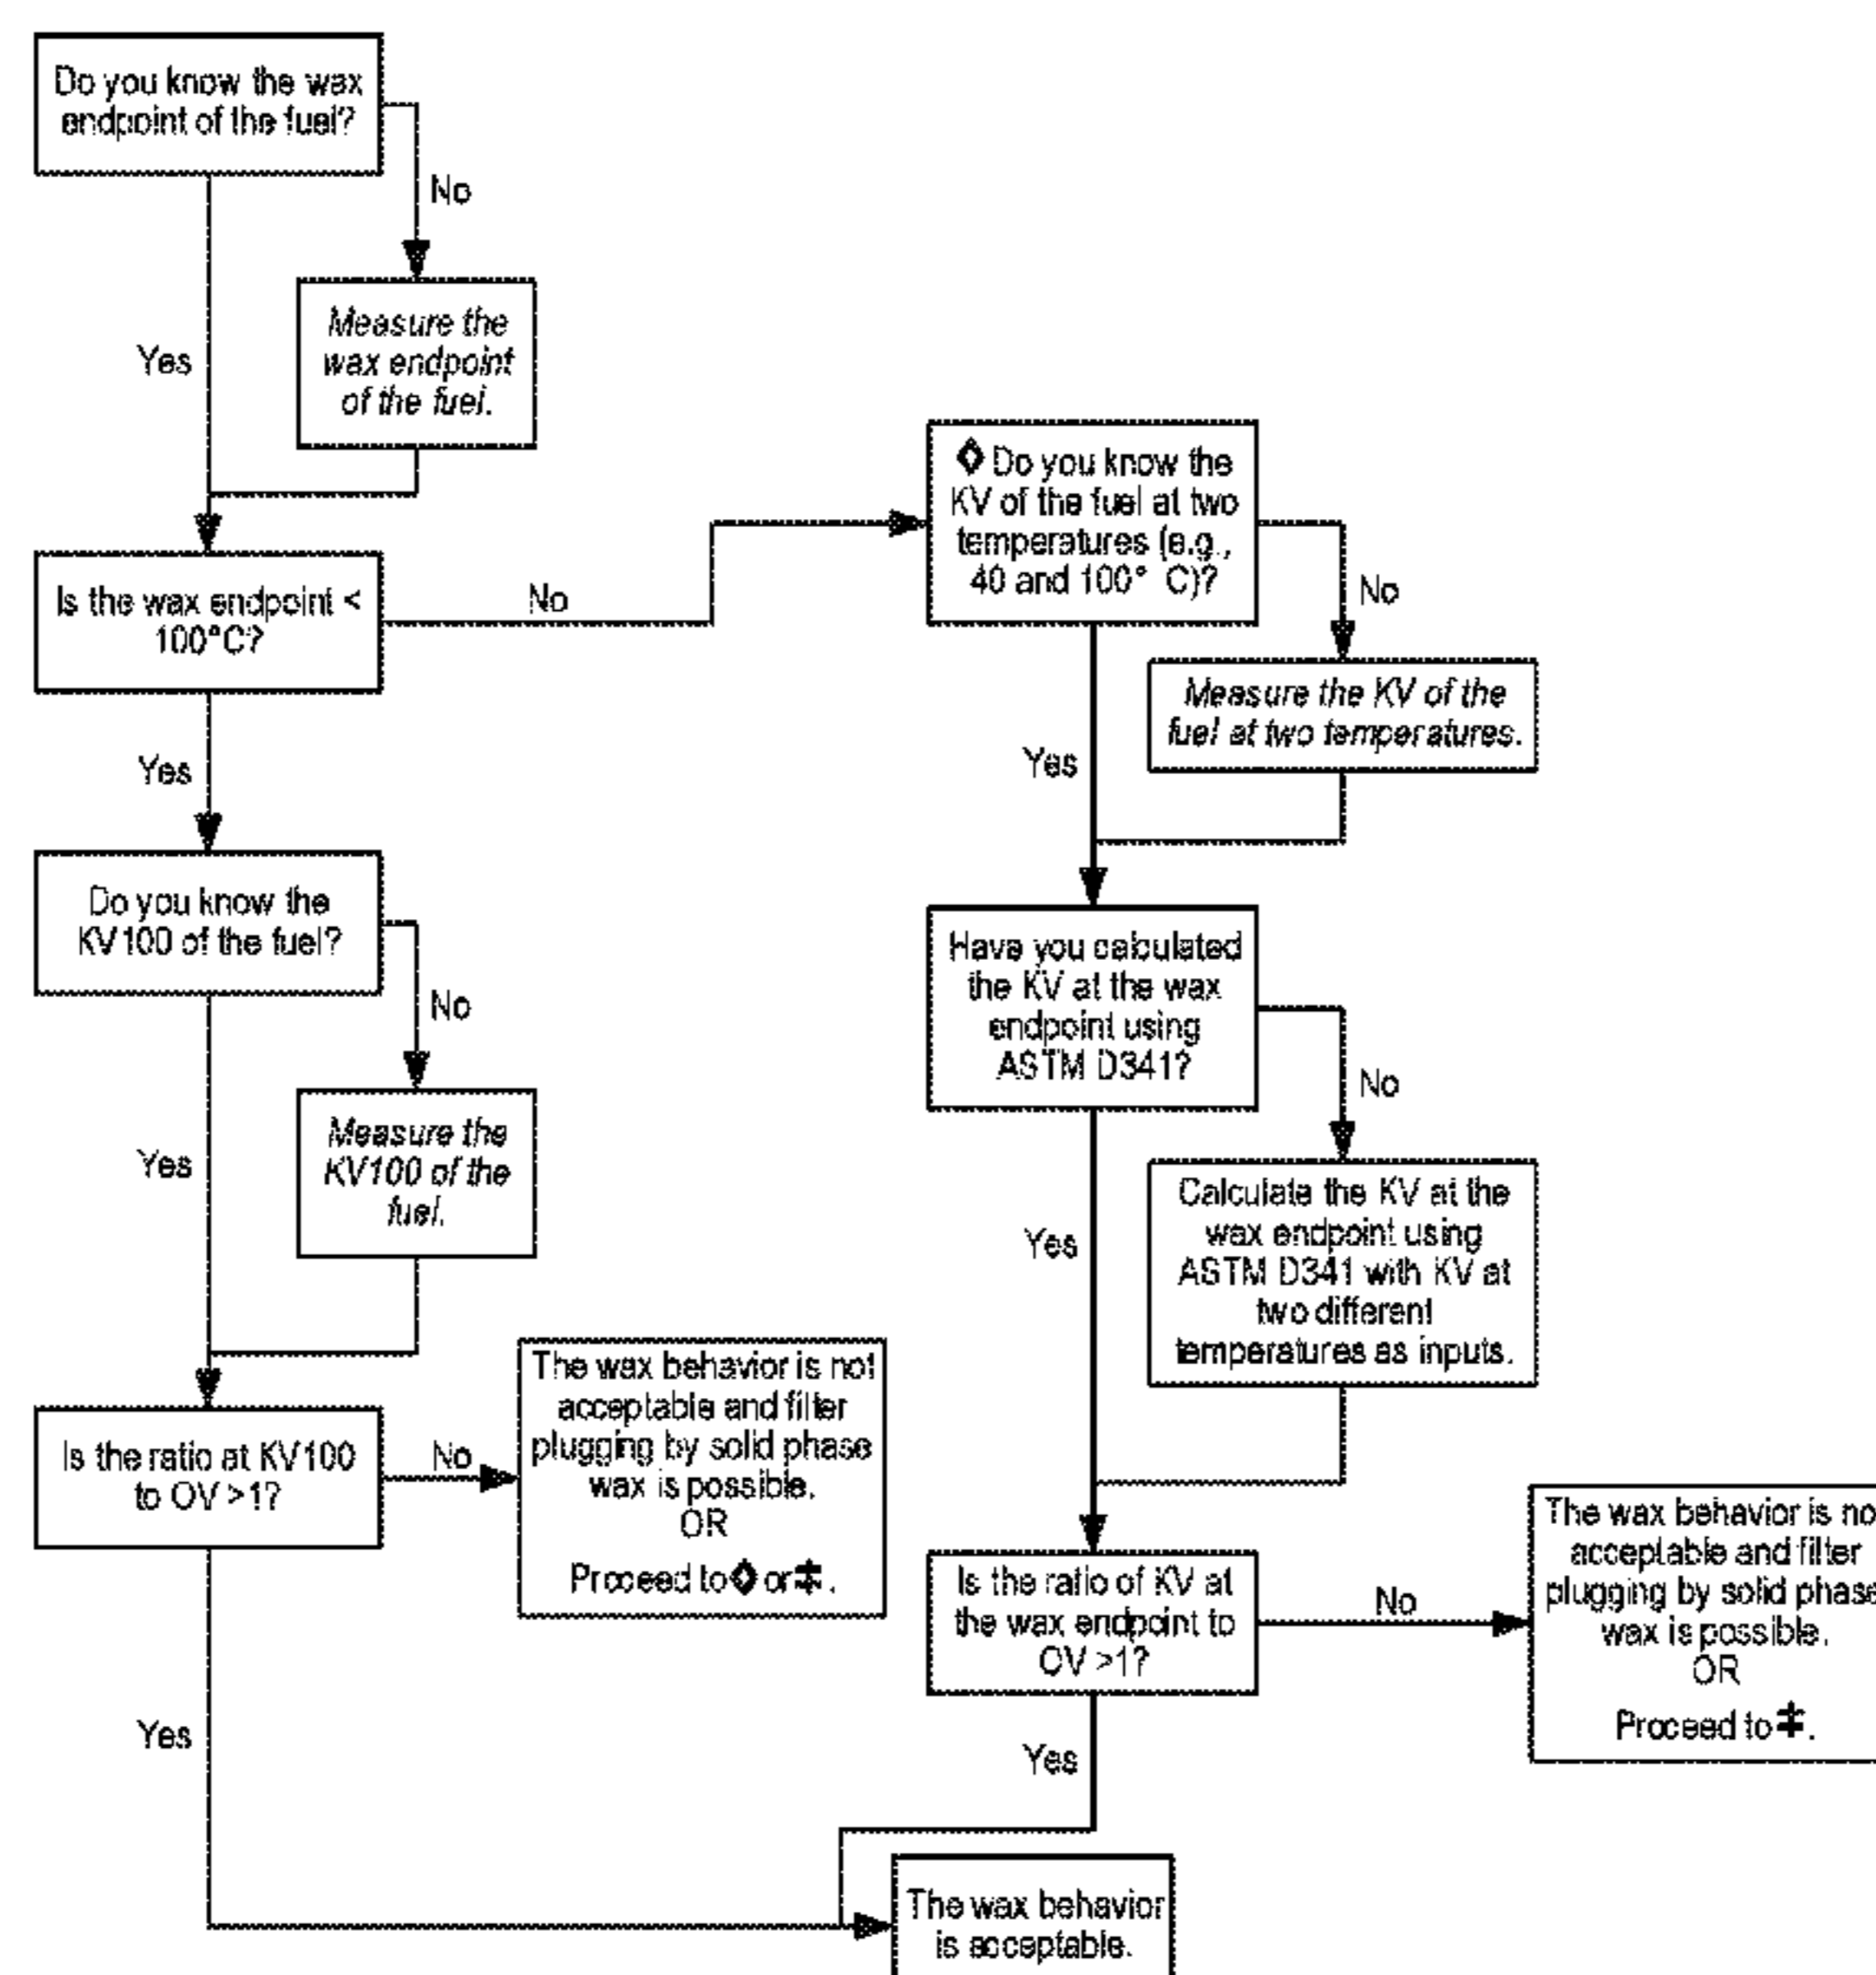 Do you know the wax
endpoint of the fuel?
No
Yes
Measure the
wax endpoint
of the fuel.
Is the wax endpoint <
100°C?
No
Yes
Do you know the
KV100 of the fuel?
No
Yes
Measure the
KV100 of the
fuel.
Is the ratio at KV100
to OV >1?
No
Yes
The wax behavior is not
acceptable and filter
plugging by solid phase
wax is possible.
OR
Proceed to ◊ or ‡.
◊ Do you know the
KV of the fuel at two
temperatures (e.g.,
40 and 100° C)?
No
Yes
Measure the KV of the
fuel at two temperatures.
Have you calculated
the KV at the wax
endpoint using
ASTM D341?
No
Yes
Calculate the KV at the
wax endpoint using
ASTM D341 with KV at
two different
temperatures as inputs.
Is the ratio of KV at
the wax endpoint to
OV >1?
No
Yes
The wax behavior is no
acceptable and filter
plugging by solid phase
wax is possible.
OR
Proceed to ‡.
The wax behavior
is acceptable.